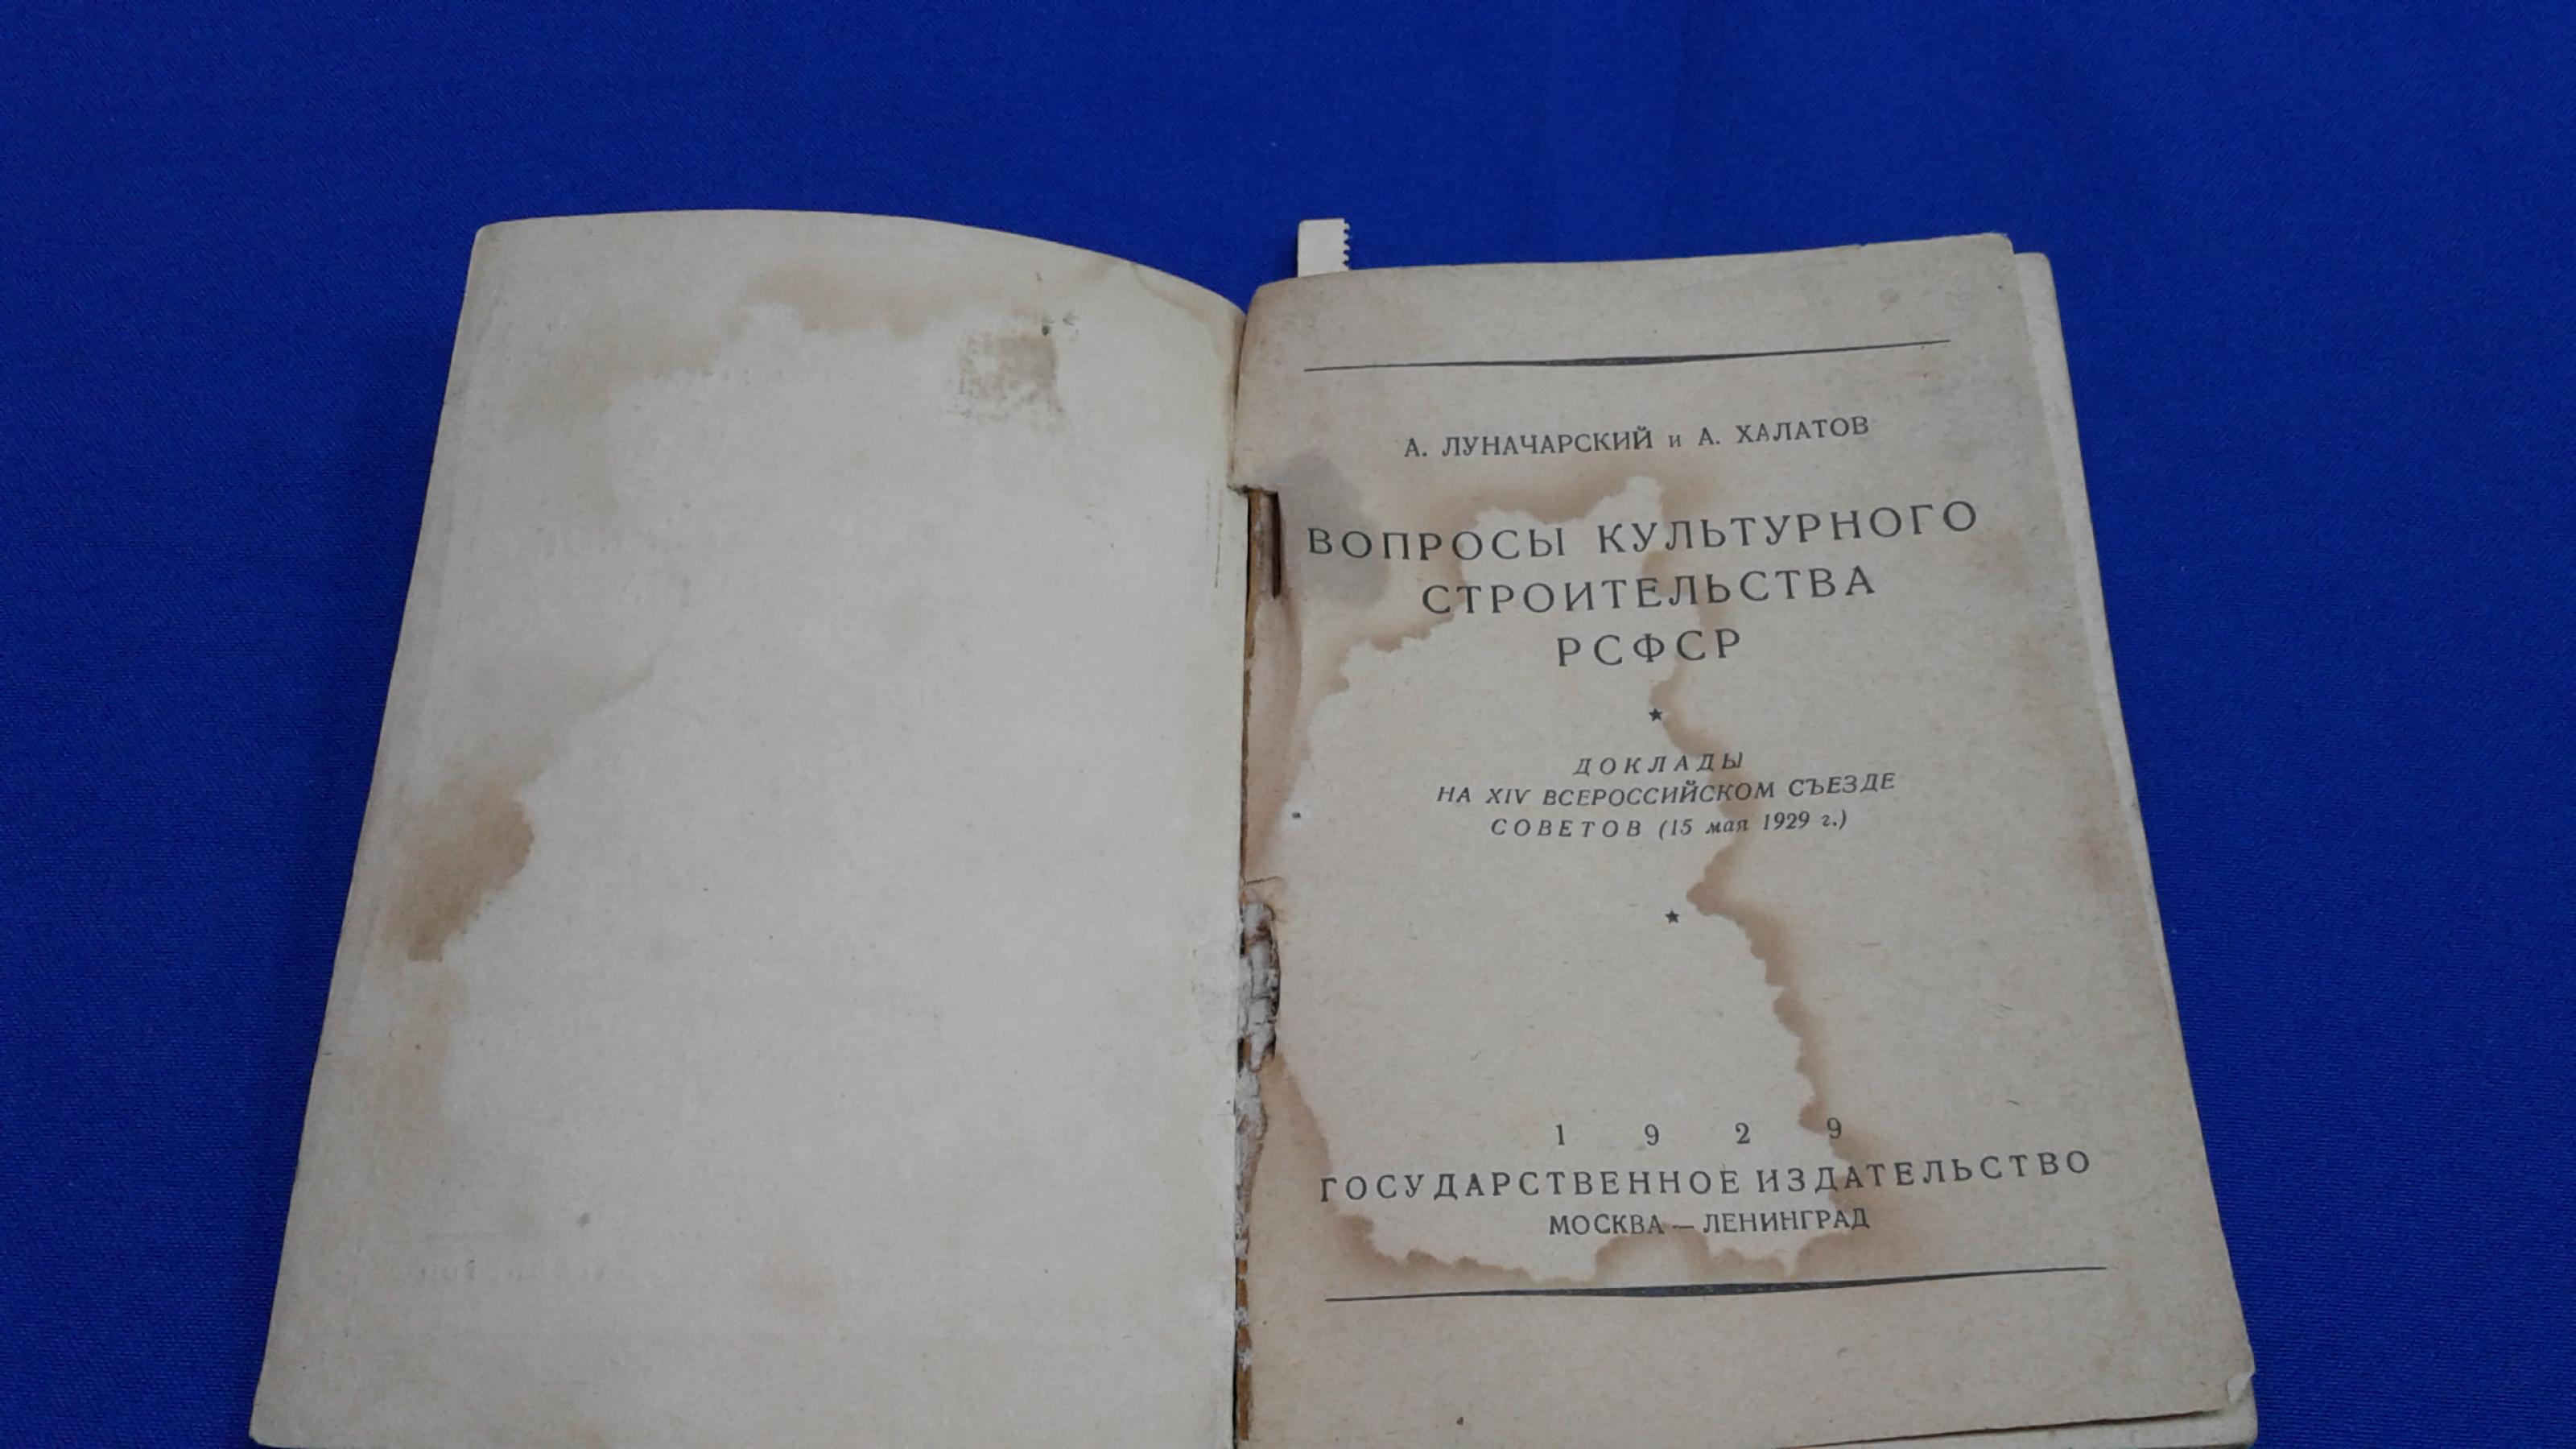 А. ЛУНАЧАРСКИЙ и А. ХАЛАТОВ
ВОПРОСЫ КУЛЬТУРНОГО
СТРОИТЕЛЬСТВА
РСФСР
ДОКЛАДЫ
НА XIV ВСЕРОССИЙСКОМ СЪЕЗДЕ
СОВЕТОВ (15 мая 1929 г.)
1 9 2 9
ГОСУДАРСТВЕННОЕ ИЗДАТЕЛЬСТВО
МОСКВА — ЛЕНИНГРАД